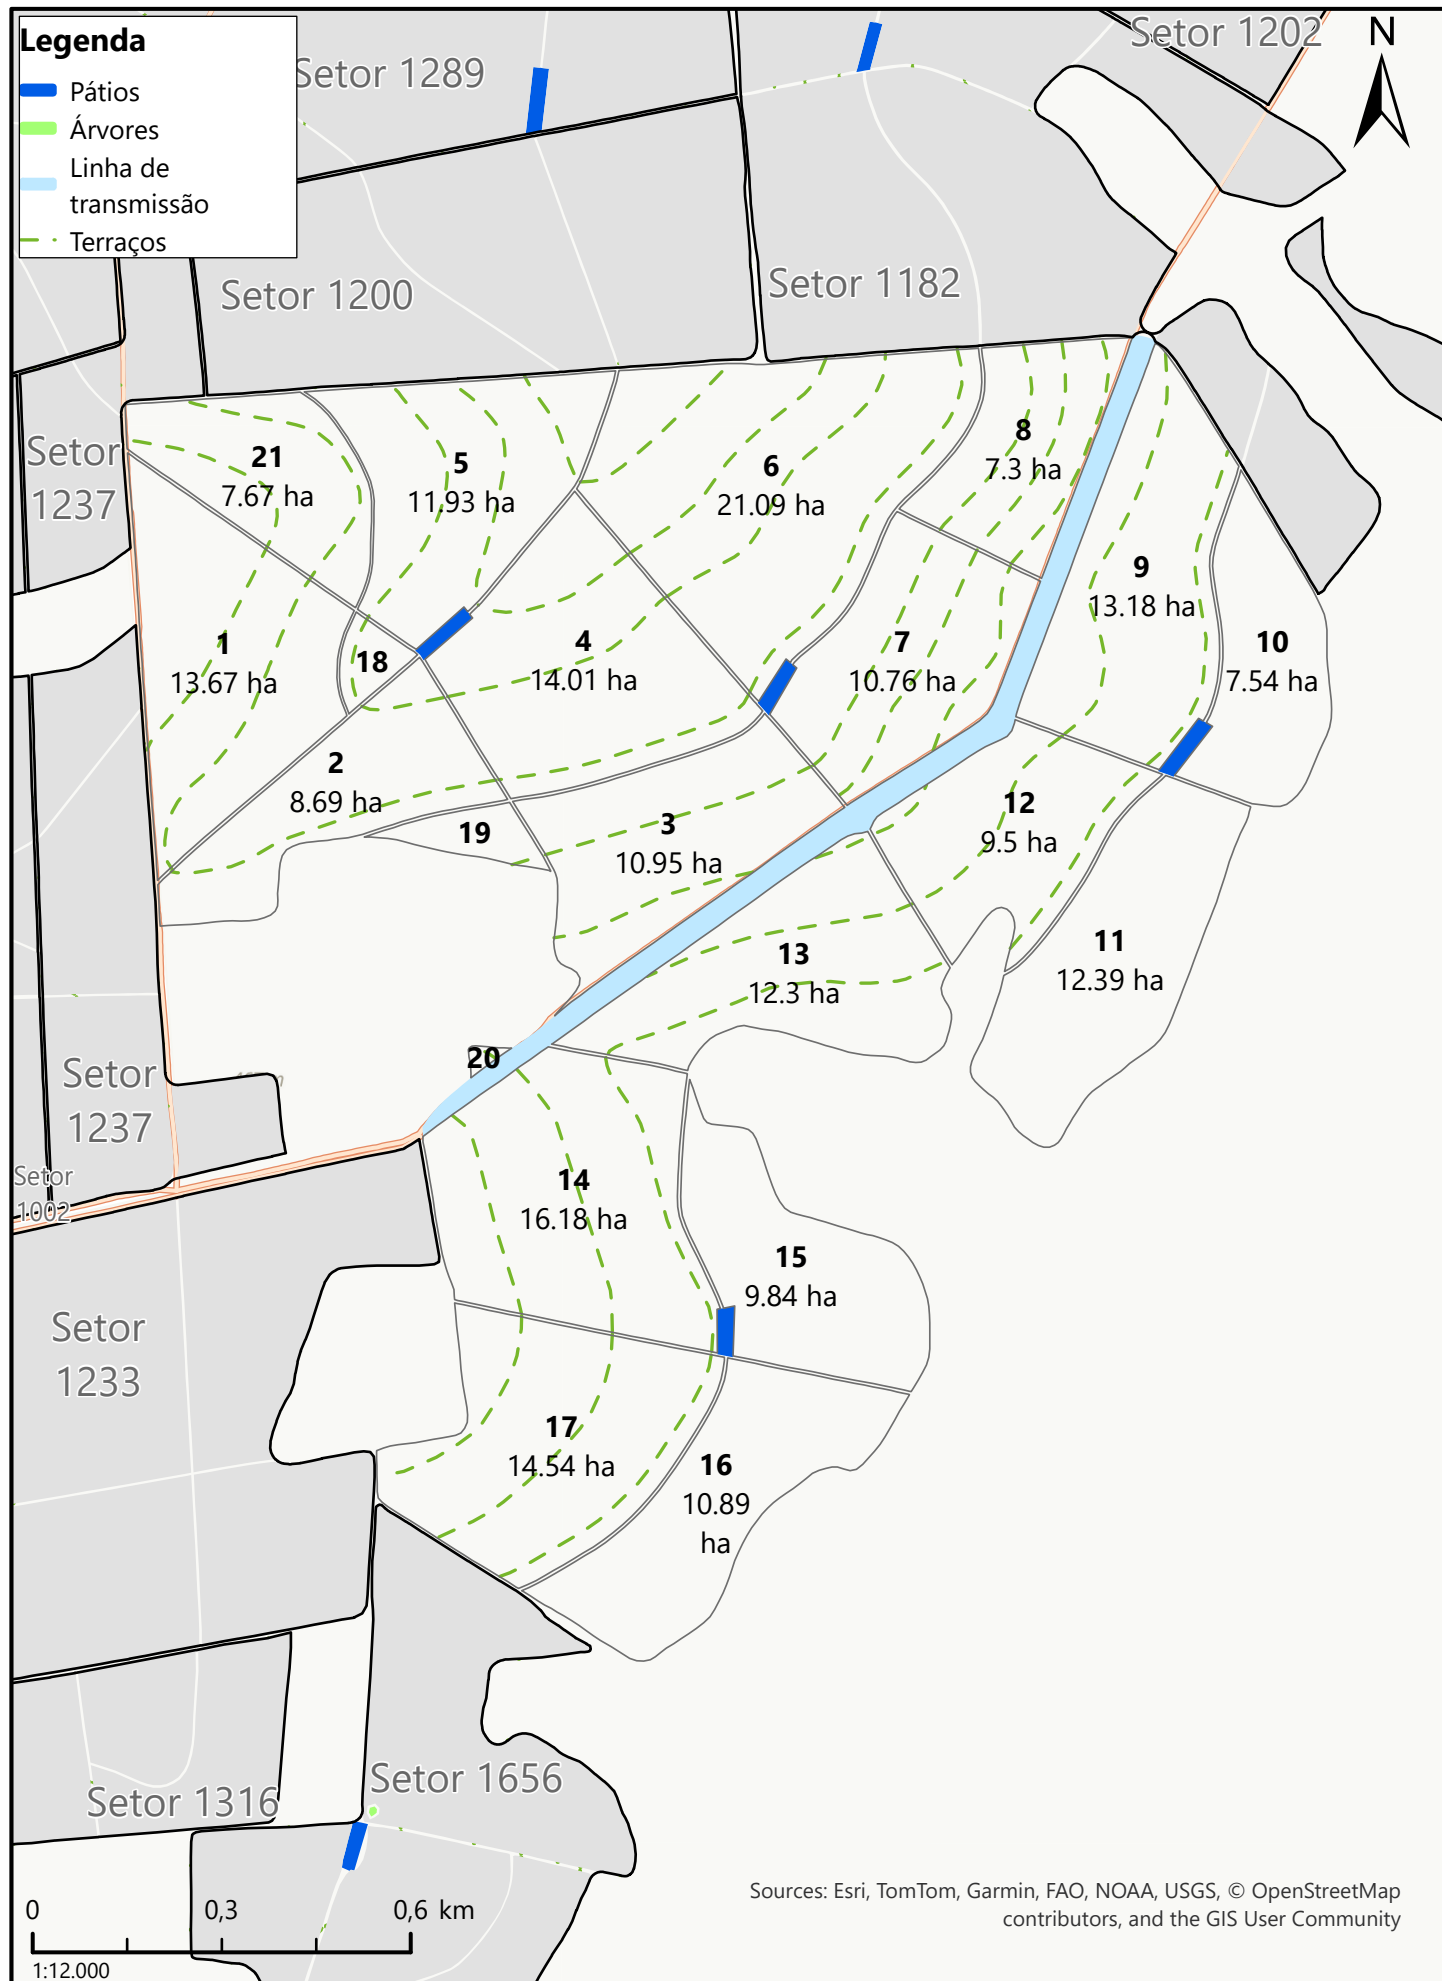 Legenda
Pátios
Árvores
Linha de
transmissão
Terraços
Setor 1289
Setor 1202
N
Setor 1200
Setor 1182
Setor
1237
21
7.67 ha
5
11.93 ha
6
21.09 ha
8
7.3 ha
9
13.18 ha
1
13.67 ha
18
4
14.01 ha
7
10.76 ha
10
7.54 ha
2
8.69 ha
19
3
10.95 ha
12
9.5 ha
13
12.3 ha
11
12.39 ha
20
Setor
1237
Setor
1002
14
16.18 ha
15
9.84 ha
Setor
1233
17
14.54 ha
16
10.89
ha
Setor 1316
Setor 1656
0 0,3 0,6 km
1:12.000
Sources: Esri, TomTom, Garmin, FAO, NOAA, USGS, © OpenStreetMap
contributors, and the GIS User Community